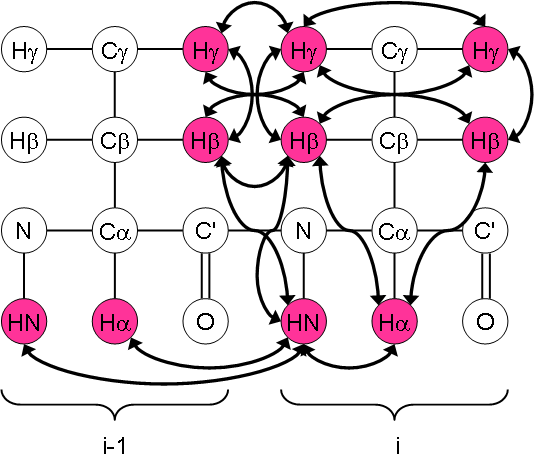 Hγ Cγ Hγ Hγ Cγ Hγ
Hβ Cβ Hβ Hβ Cβ Hβ
N Cα C' N Cα C'
HN Hα O HN Hα O
i-1 i